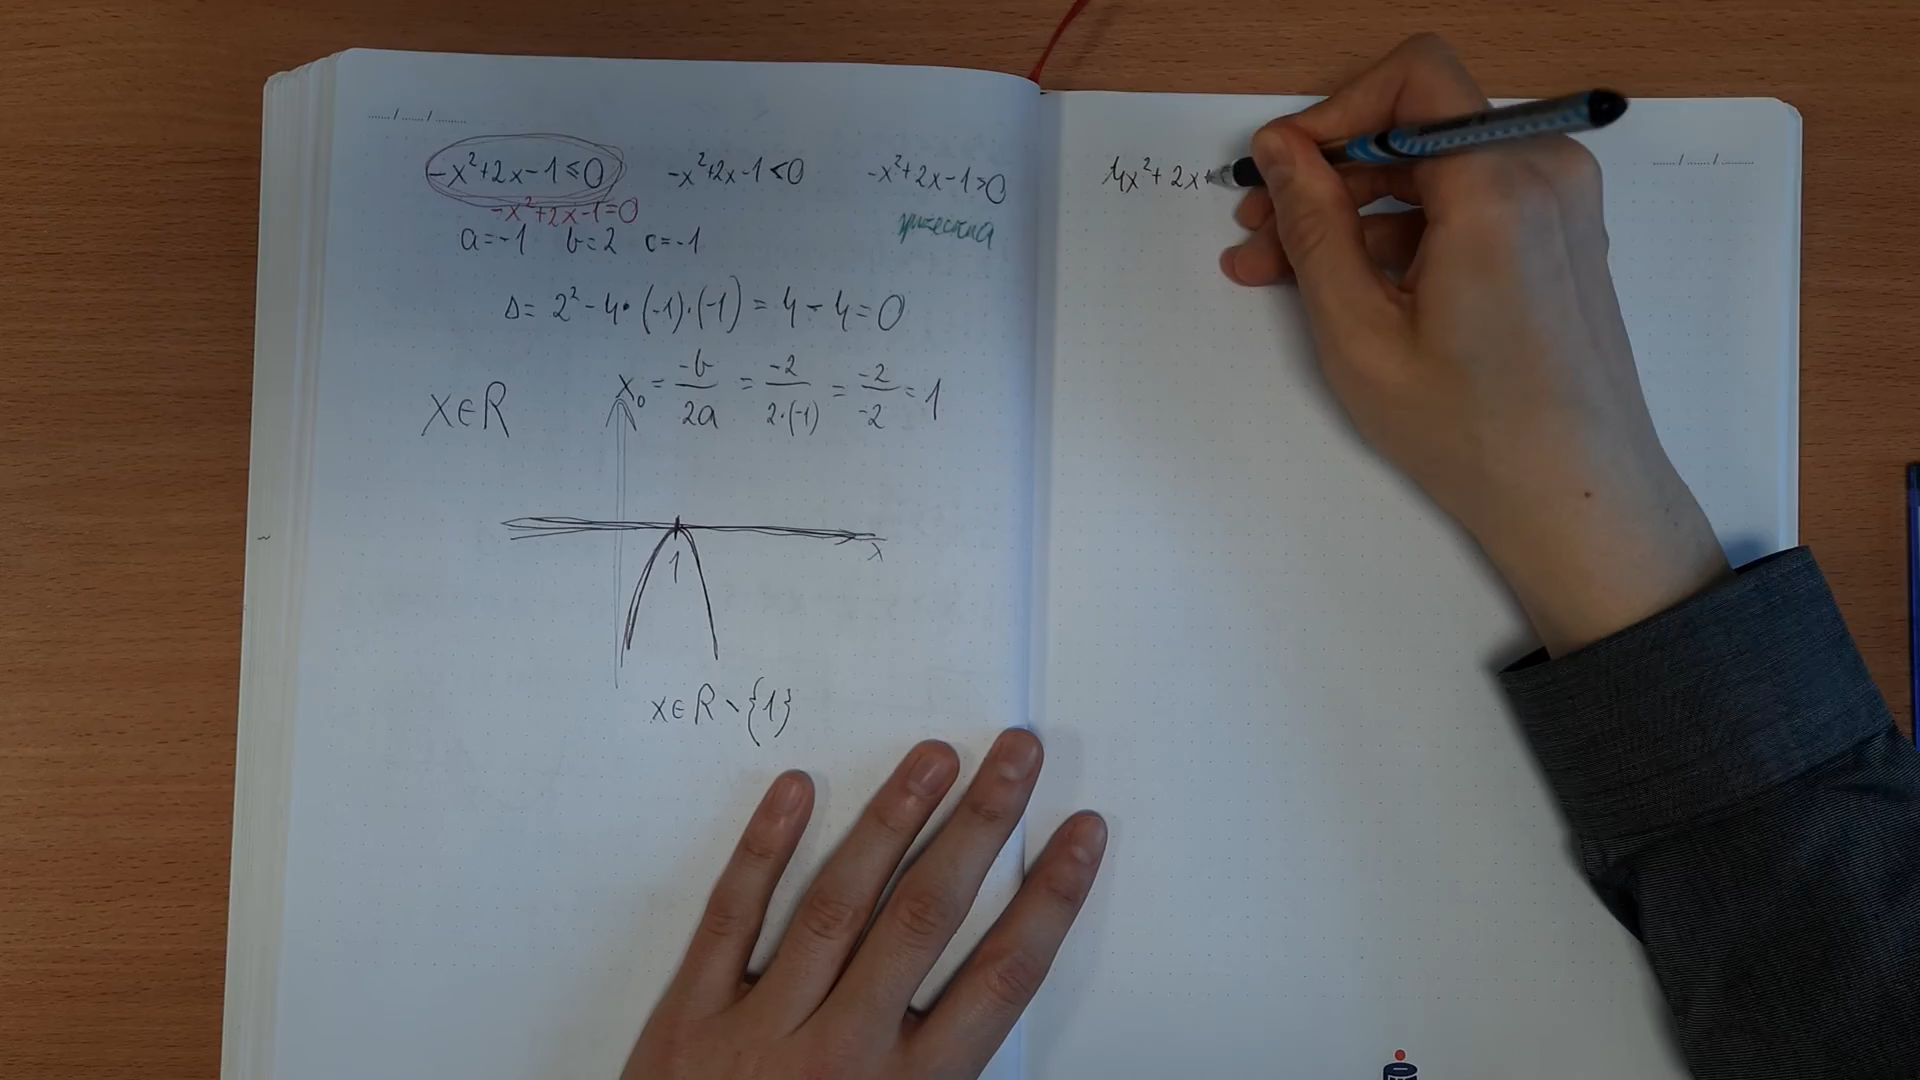 -x²+2x-1≤0 -x²+2x-1<0 -x²+2x-1>0
-x²+2x-1=0
a=-1 b=2 c=-1
Δ= 2²-4·(-1)·(-1) = 4-4=0
x₀ = -b/2a = -2/2·(-1) = -2/-2 = 1
X∈R
1
x
x∈R \ {1}
4x²+2x+